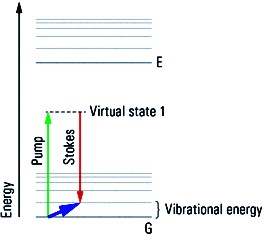 E
Virtual state 1
Energy
Pump
Stokes
Vibrational energy
G